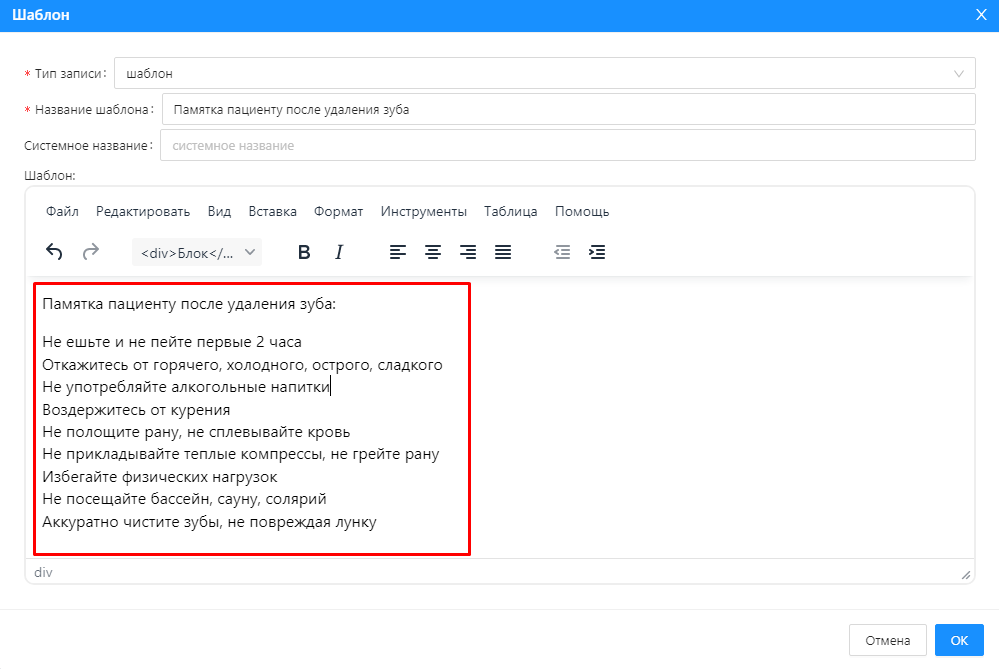 Шаблон X
* Тип записи: шаблон
* Название шаблона: Памятка пациенту после удаления зуба
Системное название: системное название
Шаблон:
Файл Редактировать Вид Вставка Формат Инструменты Таблица Помощь
<div>Блок</... B I
Памятка пациенту после удаления зуба:
Не ешьте и не пейте первые 2 часа
Откажитесь от горячего, холодного, острого, сладкого
Не употребляйте алкогольные напитки
Воздержитесь от курения
Не полощите рану, не сплевывайте кровь
Не прикладывайте теплые компрессы, не грейте рану
Избегайте физических нагрузок
Не посещайте бассейн, сауну, солярий
Аккуратно чистите зубы, не повреждая лунку
div
Отмена OK